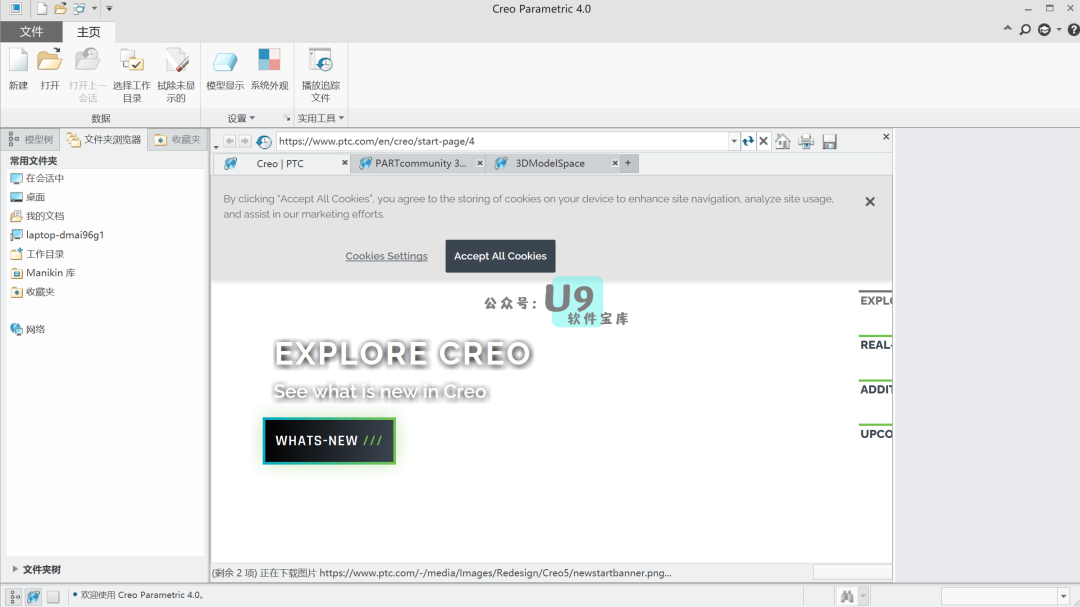 Creo Parametric 4.0
文件
主页
新建
打开
打开上一
会话
选择工作
目录
拭除未显
示的
模型显示
系统外观
播放追踪
文件
数据
设置
实用工具
模型树
文件夹浏览器
收藏夹
https://www.ptc.com/en/creo/start-page/4
Creo | PTC
PARTcommunity 3...
3DModelSpace
常用文件夹
在会话中
桌面
我的文档
laptop-dmai96g1
工作目录
Manikin 库
收藏夹
网络
By clicking "Accept All Cookies", you agree to the storing of cookies on your device to enhance site navigation, analyze site usage,
and assist in our marketing efforts.
Cookies Settings
Accept All Cookies
公众号:
U9
软件宝库
EXPLO
REAL-
ADDIT
UPCO
EXPLORE CREO
See what is new in Creo
WHATS-NEW ///
文件夹树
(剩余 2 项) 正在下载图片 https://www.ptc.com/-/media/Images/Redesign/Creo5/newstartbanner.png...
欢迎使用 Creo Parametric 4.0。